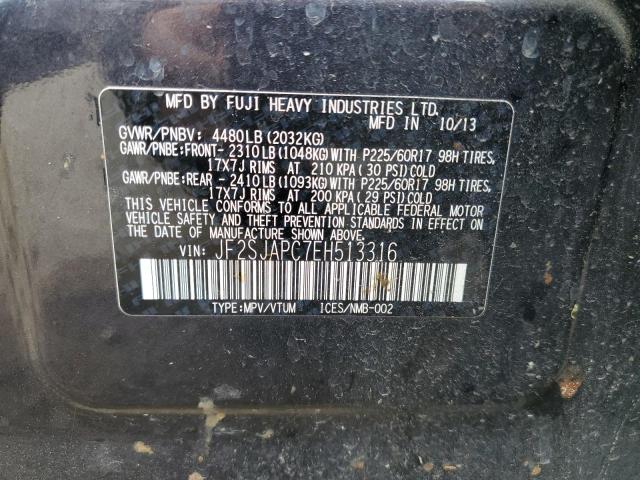 MFD BY FUJI HEAVY INDUSTRIES LTD.
MFD IN 10/13
GVWR/PNBV: 4480LB(2032KG)
GAWR/PNBE:FRONT- 2310LB(1048KG)WITH P225/60R17 98H TIRES,
17X7J RIMS AT 210 KPA(30 PSI)COLD
GAWR/PNBE:REAR - 2410LB(1093KG)WITH P225/60R17 98H TIRES,
17X7J RIMS AT 200 KPA(29 PSI)COLD
THIS VEHICLE CONFORMS TO ALL APPLICABLE FEDERAL MOTOR
VEHICLE SAFETY AND THEFT PREVENTION STANDARDS IN EFFECT ON
THE DATE OF MANUFACTURE SHOWN ABOVE.
VIN: JF2SJAPC7EH513316
TYPE:MPV/VTUM ICES/NMB-002